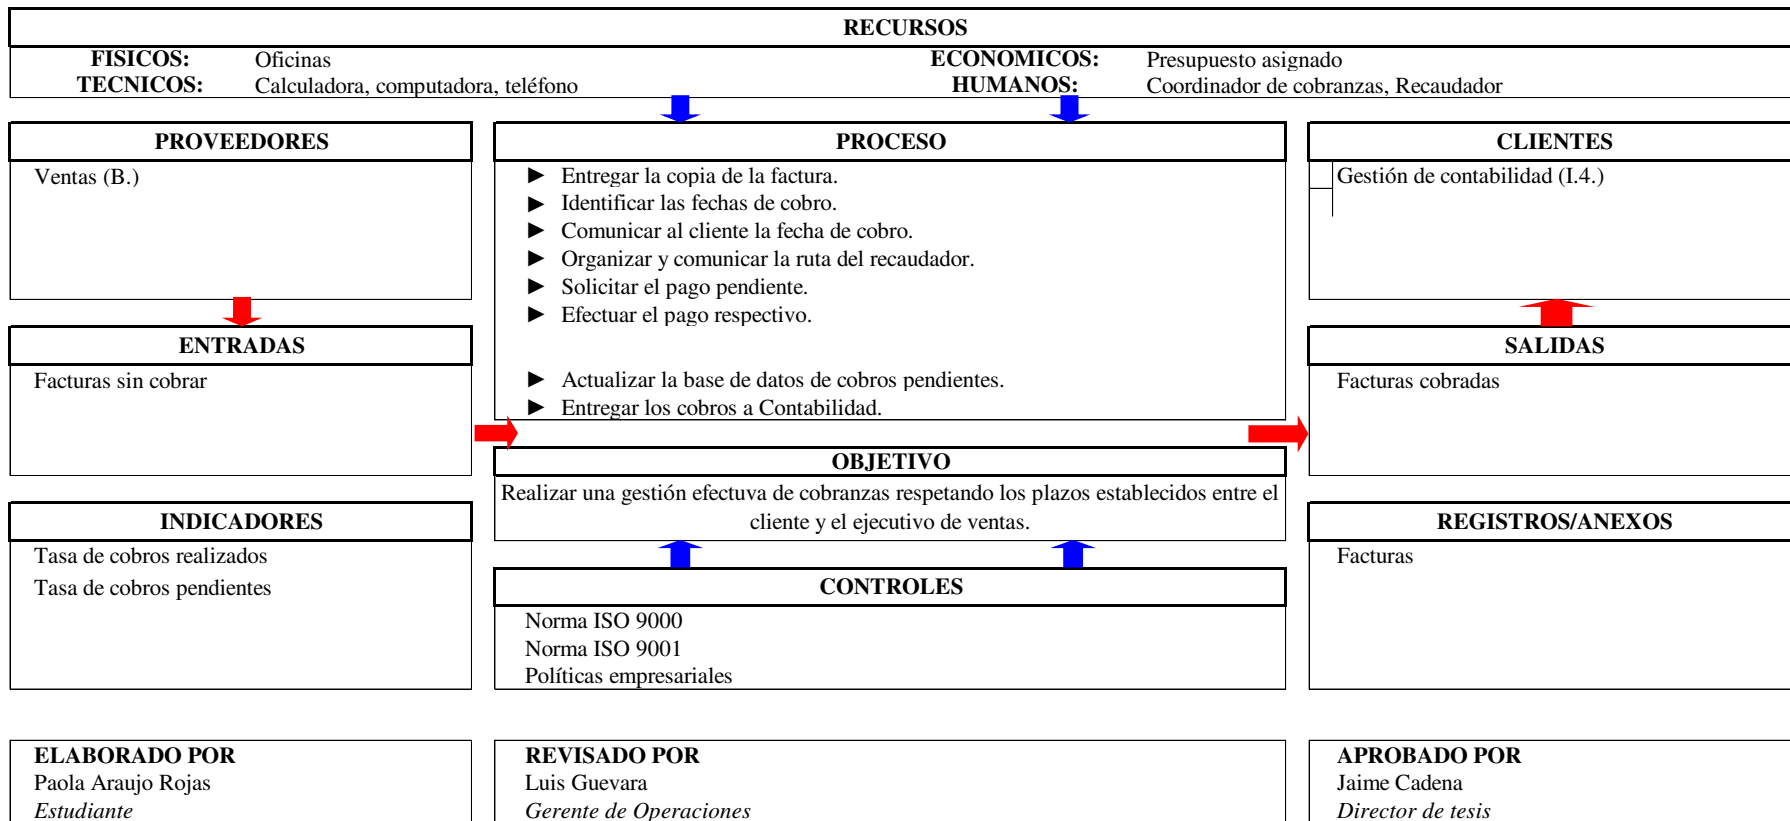 RECURSOS
FISICOS: Oficinas ECONOMICOS: Presupuesto asignado
TECNICOS: Calculadora, computadora, teléfono HUMANOS: Coordinador de cobranzas, Recaudador
PROVEEDORES
Ventas (B.)
ENTRADAS
Facturas sin cobrar
INDICADORES
Tasa de cobros realizados
Tasa de cobros pendientes
PROCESO
► Entregar la copia de la factura.
► Identificar las fechas de cobro.
► Comunicar al cliente la fecha de cobro.
► Organizar y comunicar la ruta del recaudador.
► Solicitar el pago pendiente.
► Efectuar el pago respectivo.
► Actualizar la base de datos de cobros pendientes.
► Entregar los cobros a Contabilidad.
OBJETIVO
Realizar una gestión efectuva de cobranzas respetando los plazos establecidos entre el
cliente y el ejecutivo de ventas.
CONTROLES
Norma ISO 9000
Norma ISO 9001
Políticas empresariales
CLIENTES
Gestión de contabilidad (I.4.)
SALIDAS
Facturas cobradas
REGISTROS/ANEXOS
Facturas
ELABORADO POR
Paola Araujo Rojas
Estudiante
REVISADO POR
Luis Guevara
Gerente de Operaciones
APROBADO POR
Jaime Cadena
Director de tesis